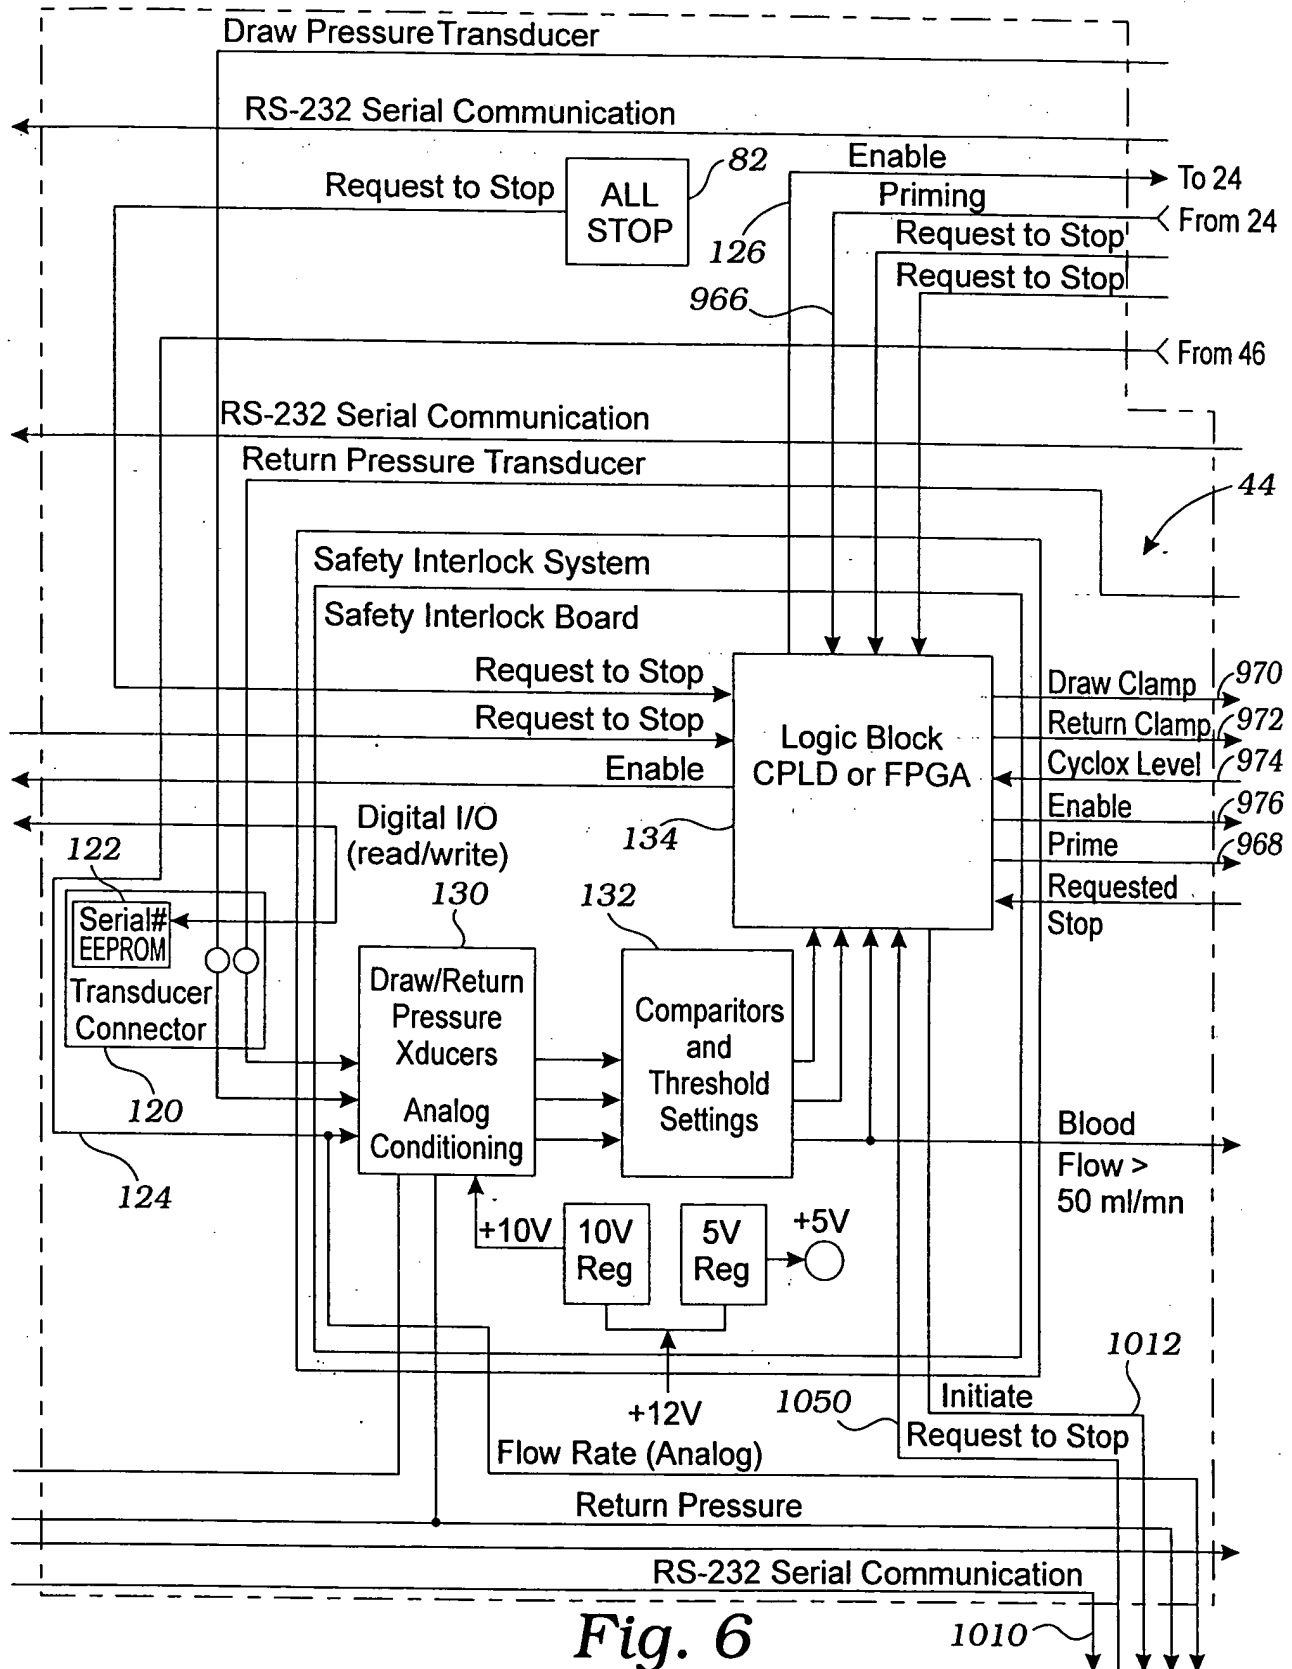 Draw Pressure Transducer
RS-232 Serial Communication
82
Enable
To 24
Request to Stop
ALL
STOP
Priming
From 24
126
Request to Stop
966
Request to Stop
From 46
RS-232 Serial Communication
Return Pressure Transducer
44
Safety Interlock System
Safety Interlock Board
Request to Stop
Draw Clamp
970
Request to Stop
Return Clamp
972
Logic Block
CPLD or FPGA
Enable
Cyclox Level
974
Enable
976
Digital I/O
(read/write)
134
Prime
968
122
130
132
Requested
Stop
Serial#
EEPROM
Transducer
Connector
Draw/Return
Pressure
Xducers
Analog
Conditioning
Comparitors
and
Threshold
Settings
120
Blood
Flow >
50 ml/mn
124
+10V
10V
Reg
5V
Reg
+5V
1012
+12V
1050
Initiate
Request to Stop
Flow Rate (Analog)
Return Pressure
RS-232 Serial Communication
1010
Fig. 6